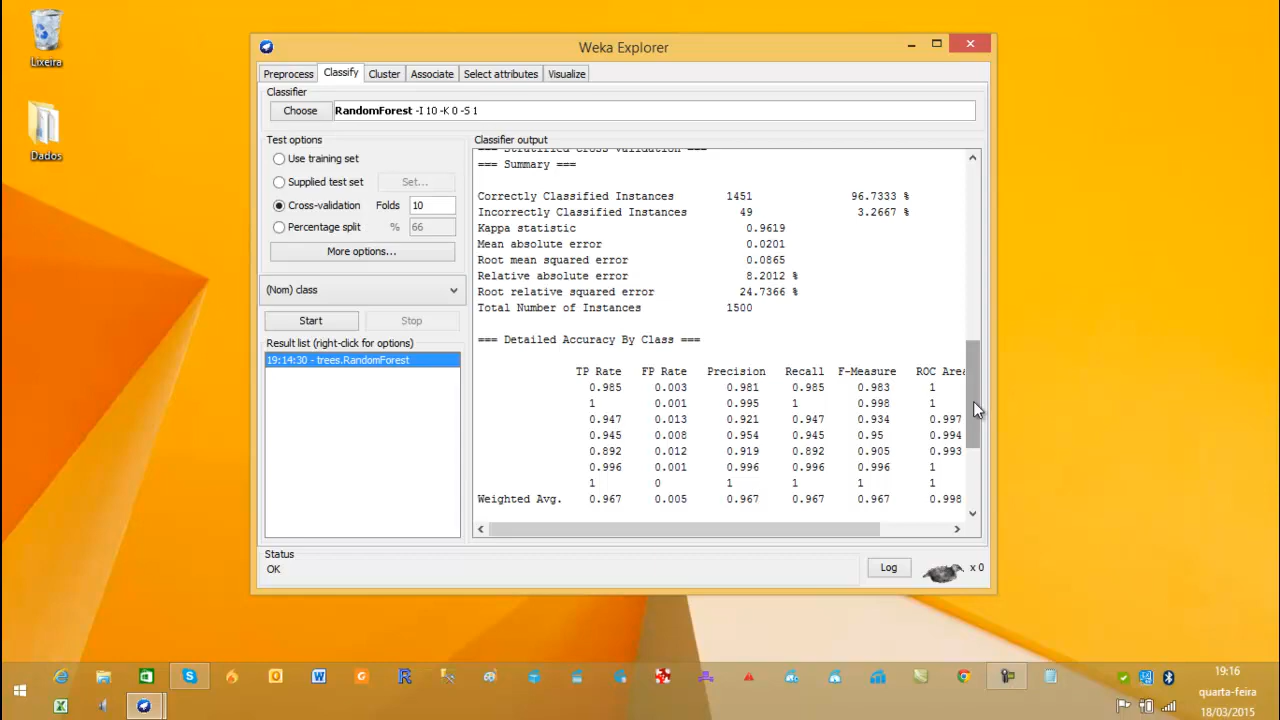 Lixeira
Dados
Weka Explorer
Preprocess Classify Cluster Associate Select attributes Visualize
Classifier
Choose RandomForest -I 10 -K 0 -S 1
Test options
Use training set
Supplied test set Set...
Cross-validation Folds 10
Percentage split % 66
More options...
(Nom) class
Start Stop
Result list (right-click for options)
19:14:30 - trees.RandomForest
Classifier output
=== Stratified cross-validation ===
=== Summary ===
Correctly Classified Instances 1451 96.7333 %
Incorrectly Classified Instances 49 3.2667 %
Kappa statistic 0.9619
Mean absolute error 0.0201
Root mean squared error 0.0865
Relative absolute error 8.2012 %
Root relative squared error 24.7366 %
Total Number of Instances 1500
=== Detailed Accuracy By Class ===
TP Rate FP Rate Precision Recall F-Measure ROC Area
0.985 0.003 0.981 0.985 0.983 1
1 0.001 0.995 1 0.998 1
0.947 0.013 0.921 0.947 0.934 0.997
0.945 0.008 0.954 0.945 0.95 0.994
0.892 0.012 0.919 0.892 0.905 0.993
0.996 0.001 0.996 0.996 0.996 1
1 0 1 1 1 1
Weighted Avg. 0.967 0.005 0.967 0.967 0.967 0.998
Status
OK
Log x 0
19:16
quarta-feira
18/03/2015